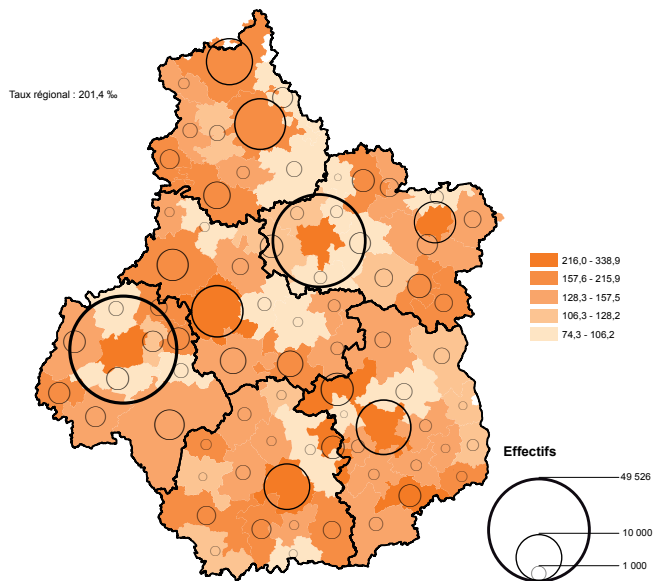 Taux régional : 201,4 ‰
216,0 - 338,9
157,6 - 215,9
128,3 - 157,5
106,3 - 128,2
74,3 - 106,2
Effectifs
49 526
10 000
1 000